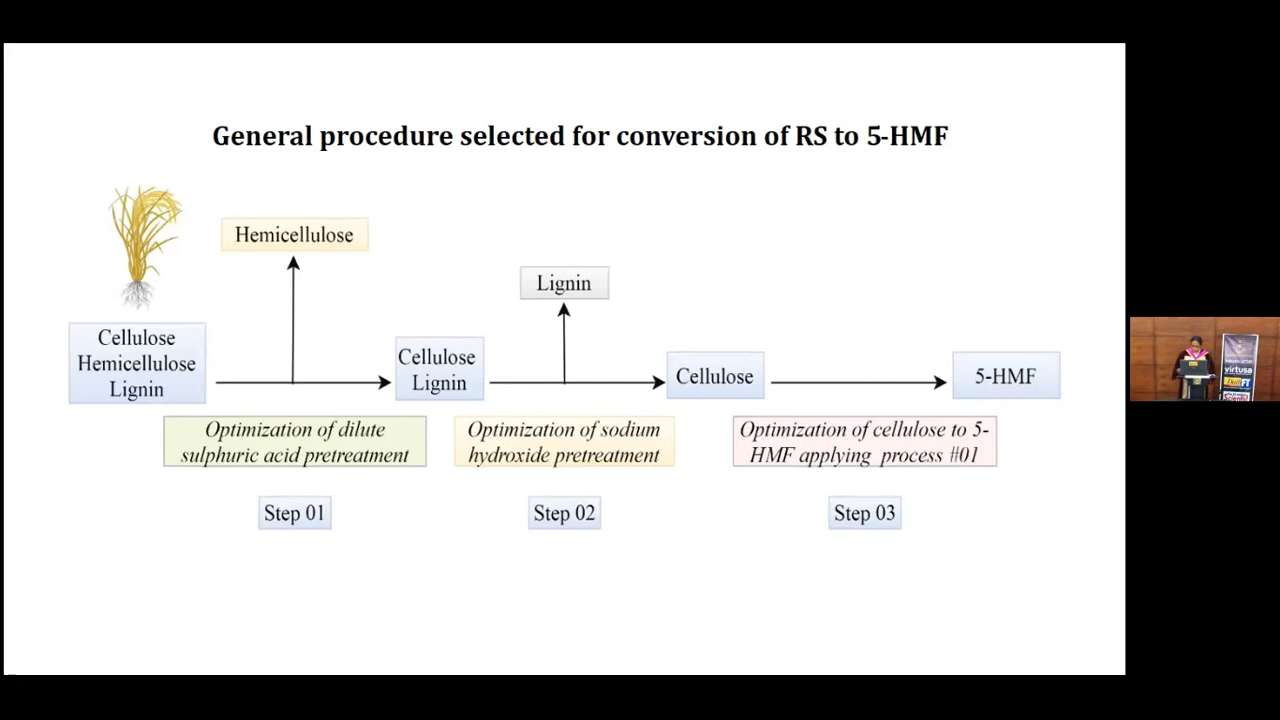 General procedure selected for conversion of RS to 5-HMF
Hemicellulose
Lignin
Cellulose
Hemicellulose
Lignin
Cellulose
Lignin
Cellulose
5-HMF
Optimization of dilute
sulphuric acid pretreatment
Optimization of sodium
hydroxide pretreatment
Optimization of cellulose to 5-
HMF applying process #01
Step 01
Step 02
Step 03
virtusa
FT